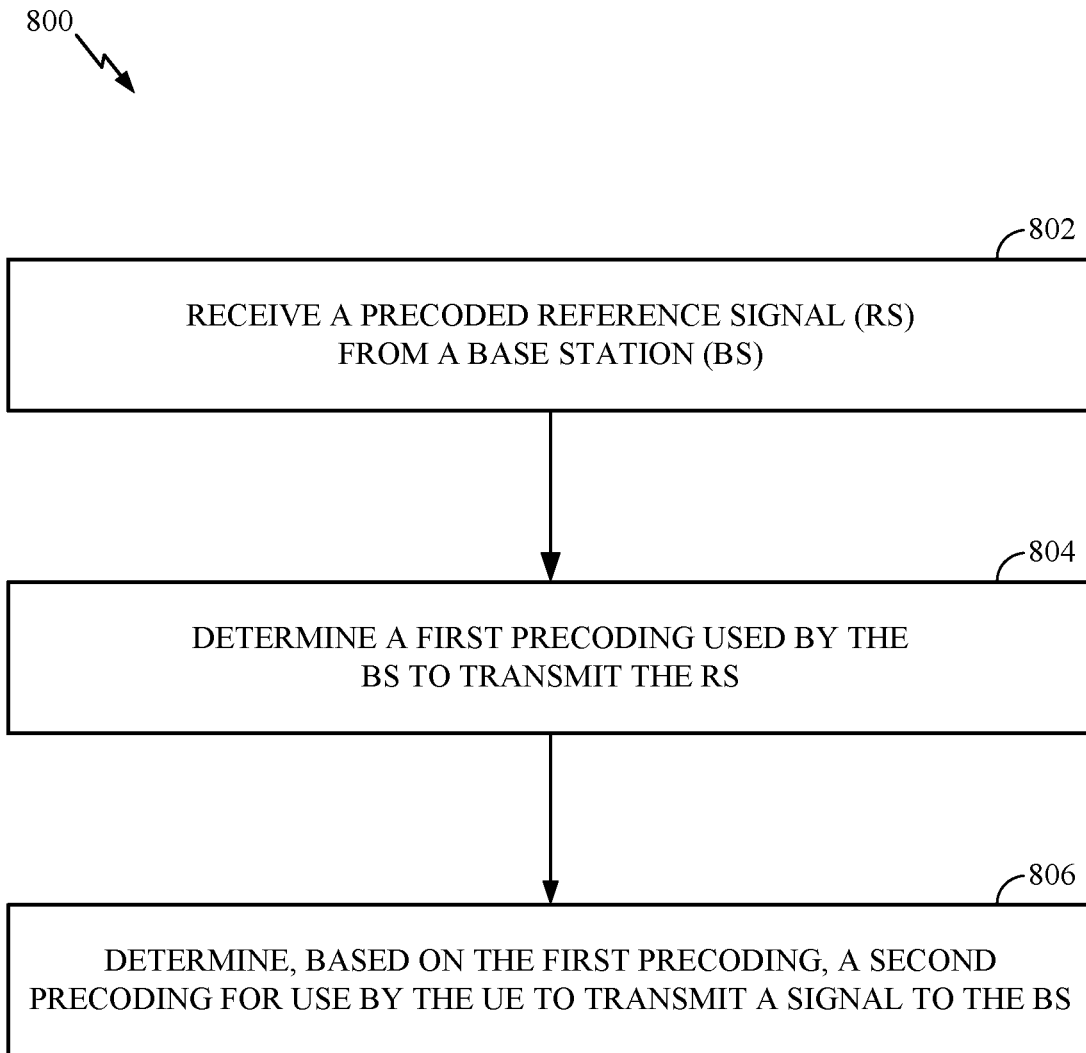 800
802
RECEIVE A PRECODED REFERENCE SIGNAL (RS)
FROM A BASE STATION (BS)
804
DETERMINE A FIRST PRECODING USED BY THE
BS TO TRANSMIT THE RS
806
DETERMINE, BASED ON THE FIRST PRECODING, A SECOND
PRECODING FOR USE BY THE UE TO TRANSMIT A SIGNAL TO THE BS